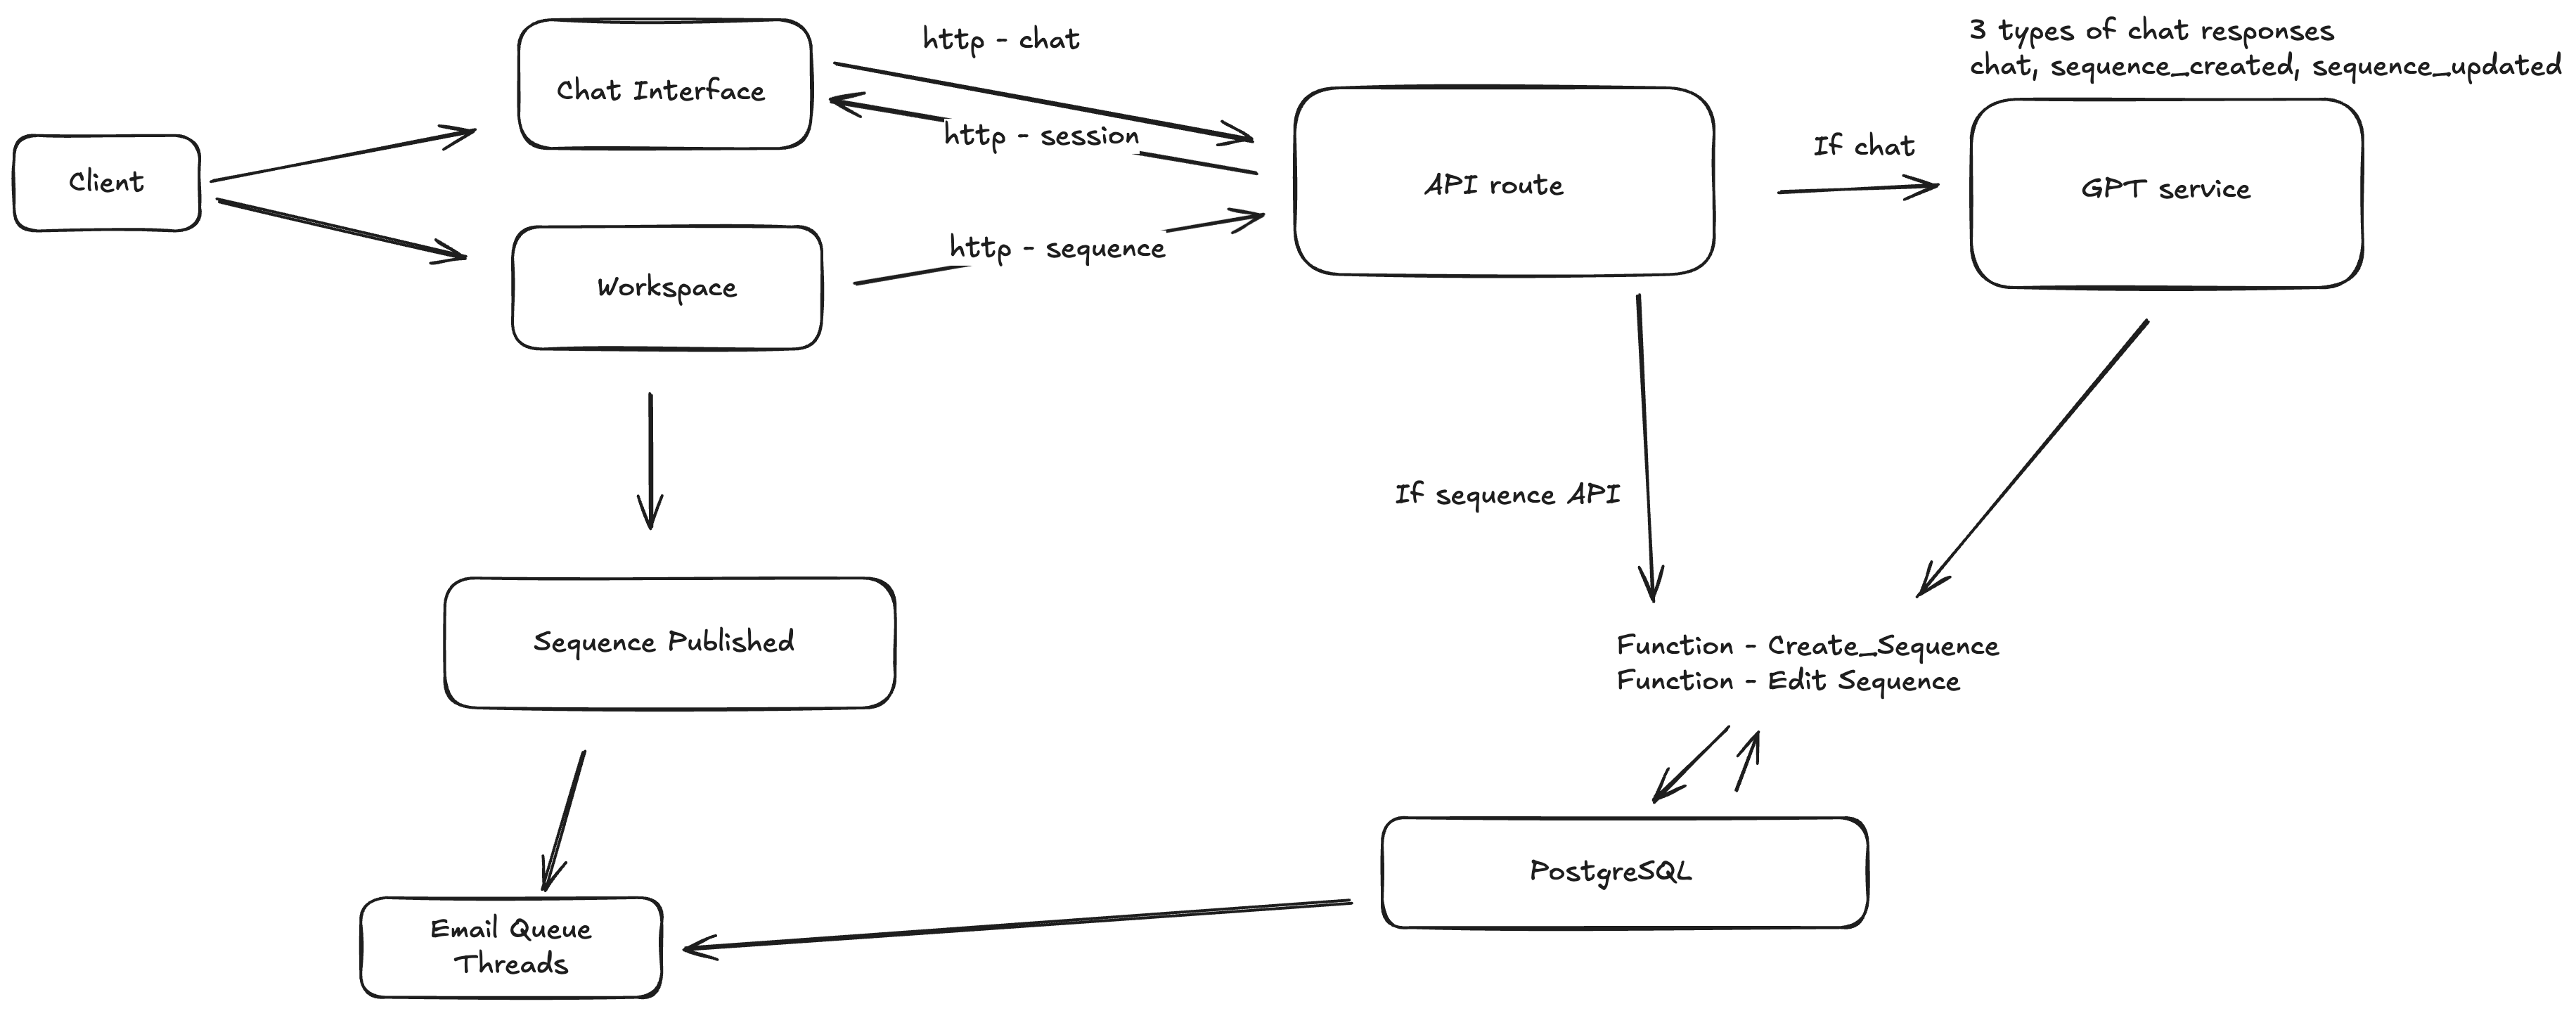 3 types of chat responses
chat, sequence_created, sequence_updated
http - chat
Chat Interface
http - session
If chat
Client
API route
GPT service
http - sequence
Workspace
If sequence API
Sequence Published
Function - Create_Sequence
Function - Edit Sequence
PostgreSQL
Email Queue
Threads